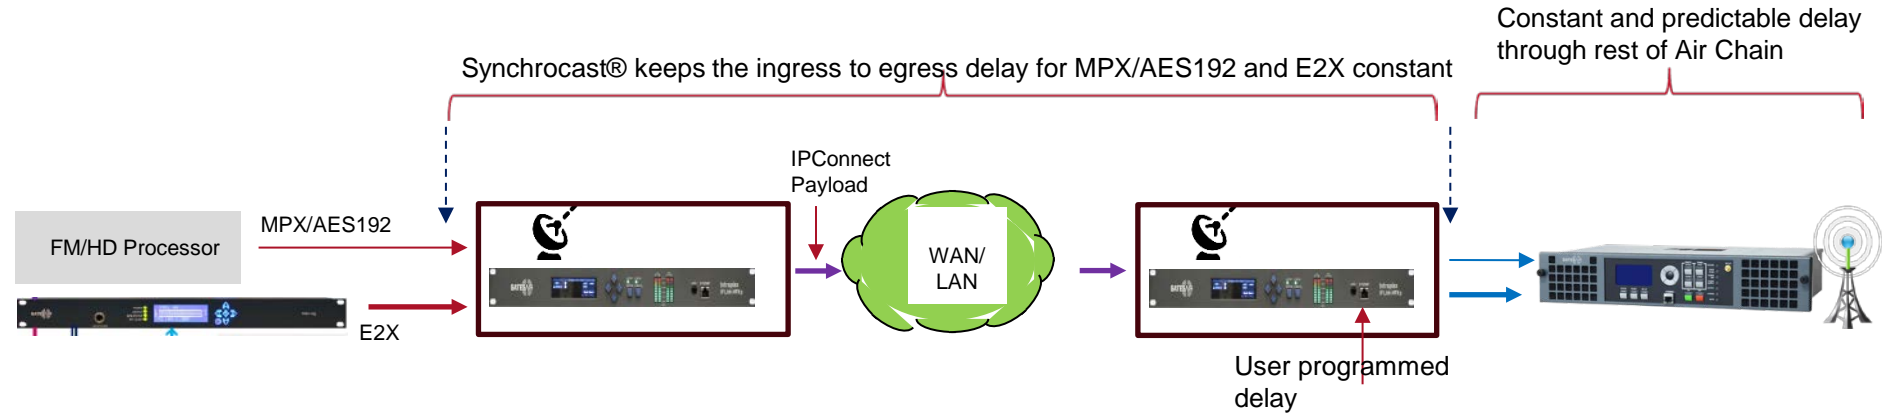 Constant and predictable delay
through rest of Air Chain
Synchrocast® keeps the ingress to egress delay for MPX/AES192 and E2X constant
IPConnect
Payload
MPX/AES192
FM/HD Processor
WAN/
LAN
E2X
User programmed
delay